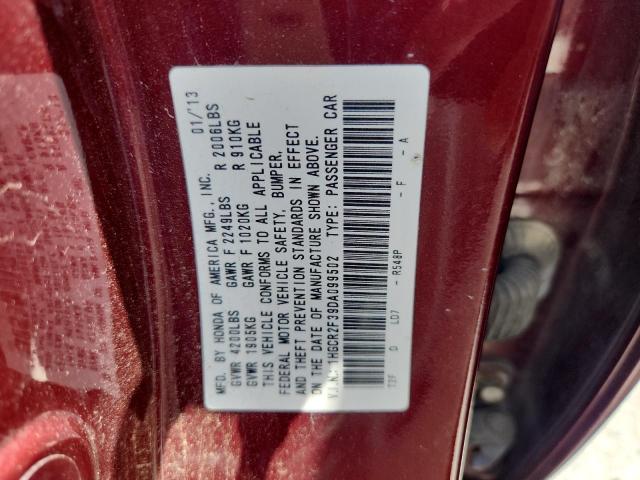 MFD. BY HONDA OF AMERICA MFG., INC. 01/'13
GVWR 4200LBS GAWR F 2249LBS R 2006LBS
GVWR 1905KG GAWR F 1020KG R 910KG
THIS VEHICLE CONFORMS TO ALL APPLICABLE
FEDERAL MOTOR VEHICLE SAFETY, BUMPER,
AND THEFT PREVENTION STANDARDS IN EFFECT
ON THE DATE OF MANUFACTURE SHOWN ABOVE.
V.I.N.: 1HGCR2F39DA099502 TYPE: PASSENGER CAR
T2F D LD7 - R548P - F - A